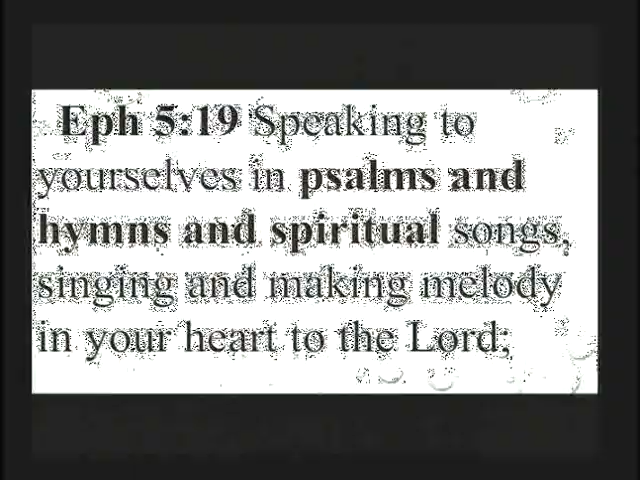 Eph 5:19 Speaking to
yourselves in psalms and
hymns and spiritual songs,
singing and making melody
in your heart to the Lord;